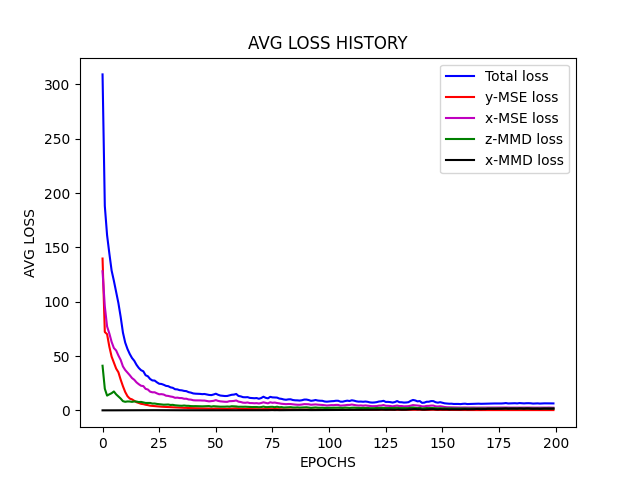 AVG LOSS HISTORY
Total loss
y-MSE loss
x-MSE loss
z-MMD loss
x-MMD loss
AVG LOSS
300
250
200
150
100
50
0
0 25 50 75 100 125 150 175 200
EPOCHS